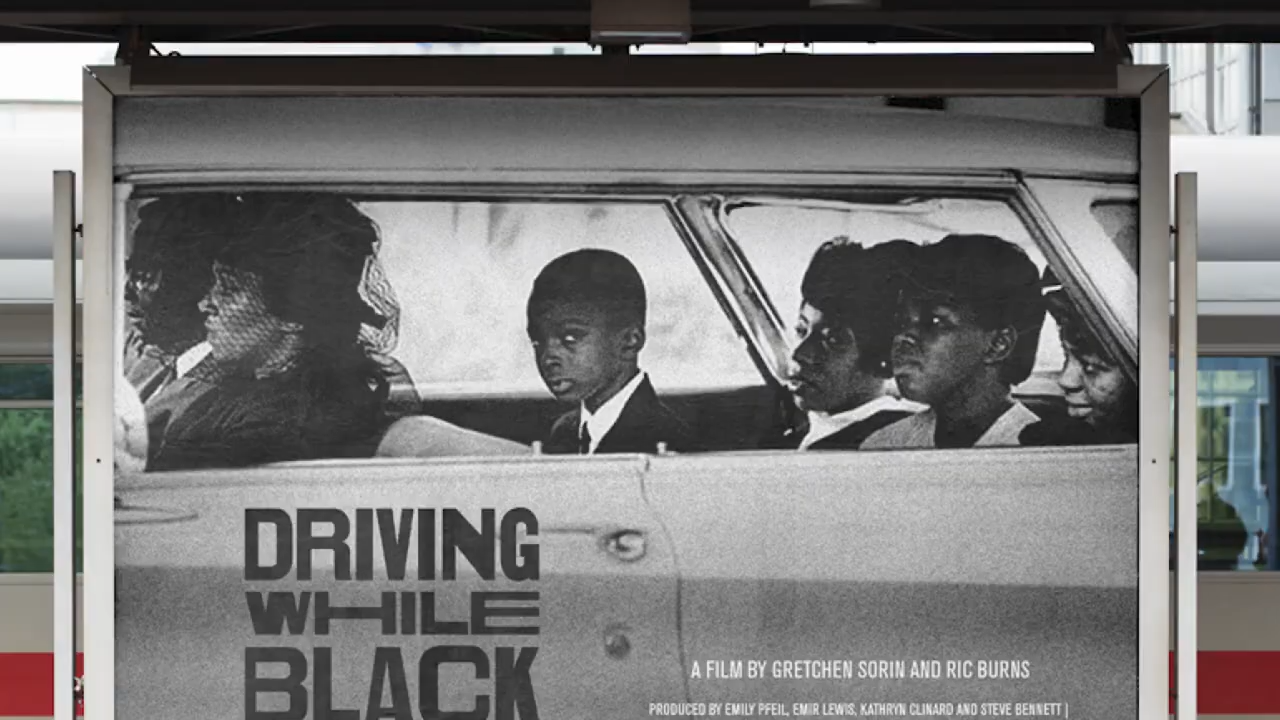 DRIVING
WHILE
BLACK
A FILM BY GRETCHEN SORIN AND RIC BURNS
PRODUCED BY EMILY PFEIL, EMIR LEWIS, KATHRYN CLINARD AND STEVE BENNETT |